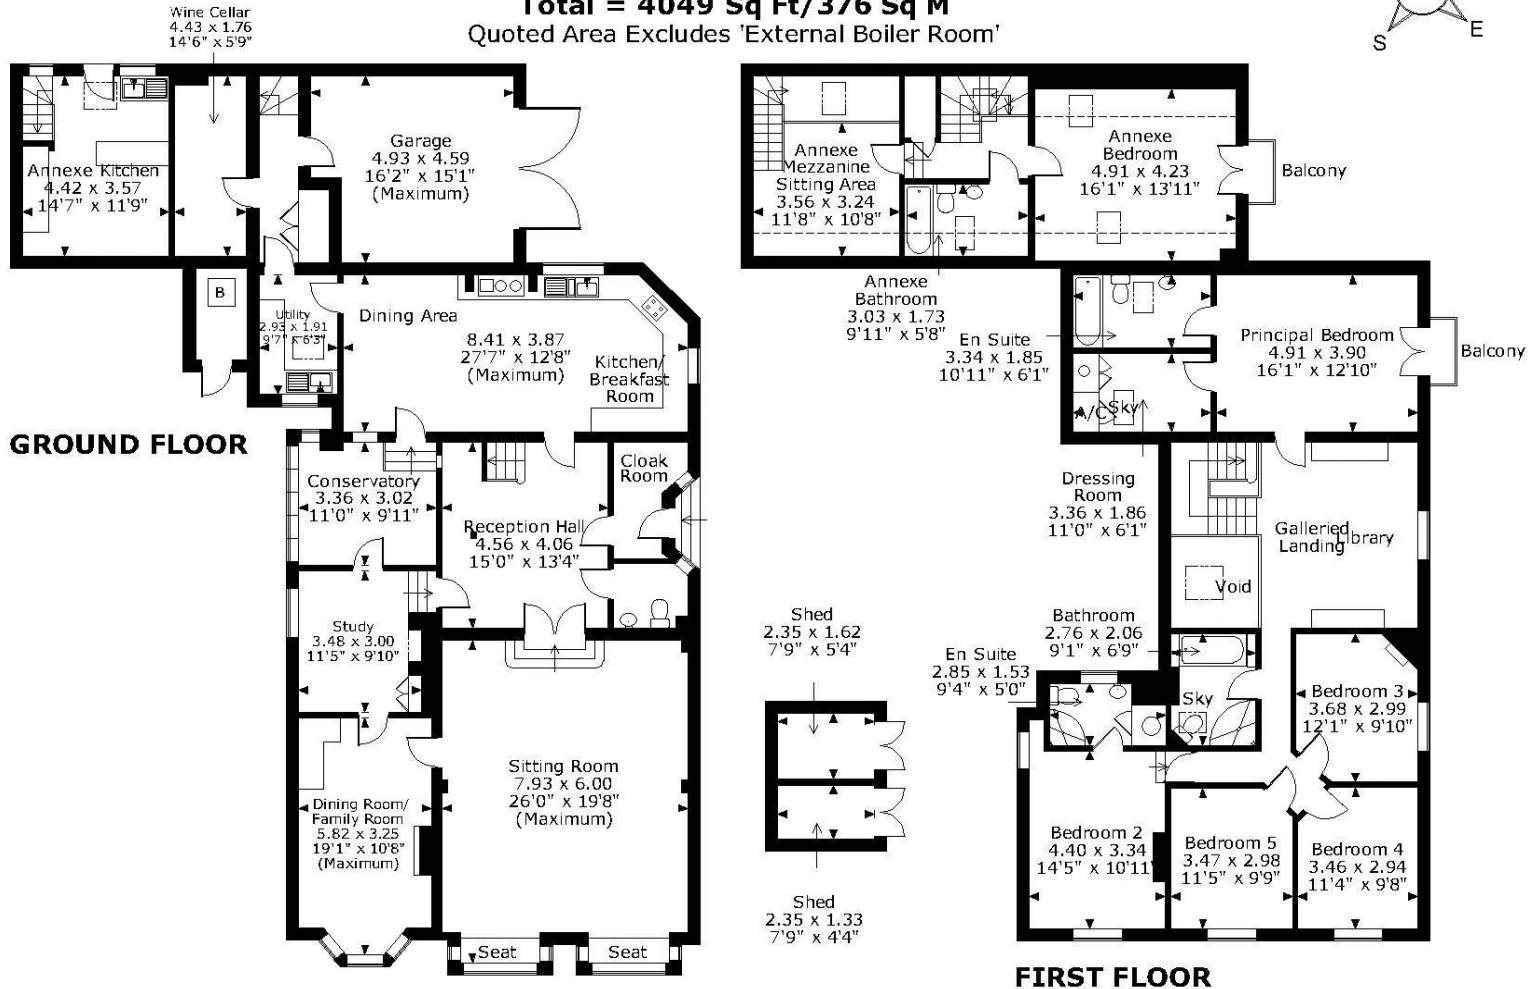 Total = 4049 Sq Ft/376 Sq M
Quoted Area Excludes 'External Boiler Room'
S
E
Wine Cellar
4.43 x 1.76
14'6" x 5'9"
Annexe Kitchen
4.42 x 3.57
14'7" x 11'9"
Garage
4.93 x 4.59
16'2" x 15'1"
(Maximum)
B
Utility
2.93 x 1.91
9'7" x 6'3"
Dining Area
8.41 x 3.87
27'7" x 12'8"
(Maximum)
Kitchen/
Breakfast
Room
GROUND FLOOR
Conservatory
3.36 x 3.02
11'0" x 9'11"
Reception Hall
4.56 x 4.06
15'0" x 13'4"
Cloak
Room
Study
3.48 x 3.00
11'5" x 9'10"
Sitting Room
7.93 x 6.00
26'0" x 19'8"
(Maximum)
Dining Room/
Family Room
5.82 x 3.25
19'1" x 10'8"
(Maximum)
Seat
Seat
Annexe
Mezzanine
Sitting Area
3.56 x 3.24
11'8" x 10'8"
Annexe
Bedroom
4.91 x 4.23
16'1" x 13'11"
Balcony
Annexe
Bathroom
3.03 x 1.73
9'11" x 5'8"
En Suite
3.34 x 1.85
10'11" x 6'1"
Principal Bedroom
4.91 x 3.90
16'1" x 12'10"
Balcony
A/C
Sky
Dressing
Room
3.36 x 1.86
11'0" x 6'1"
Galleried
Landing
Library
Void
Shed
2.35 x 1.62
7'9" x 5'4"
Bathroom
2.76 x 2.06
9'1" x 6'9"
En Suite
2.85 x 1.53
9'4" x 5'0"
Sky
Bedroom 3
3.68 x 2.99
12'1" x 9'10"
Bedroom 2
4.40 x 3.34
14'5" x 10'11"
Bedroom 5
3.47 x 2.98
11'5" x 9'9"
Bedroom 4
3.46 x 2.94
11'4" x 9'8"
Shed
2.35 x 1.33
7'9" x 4'4"
FIRST FLOOR